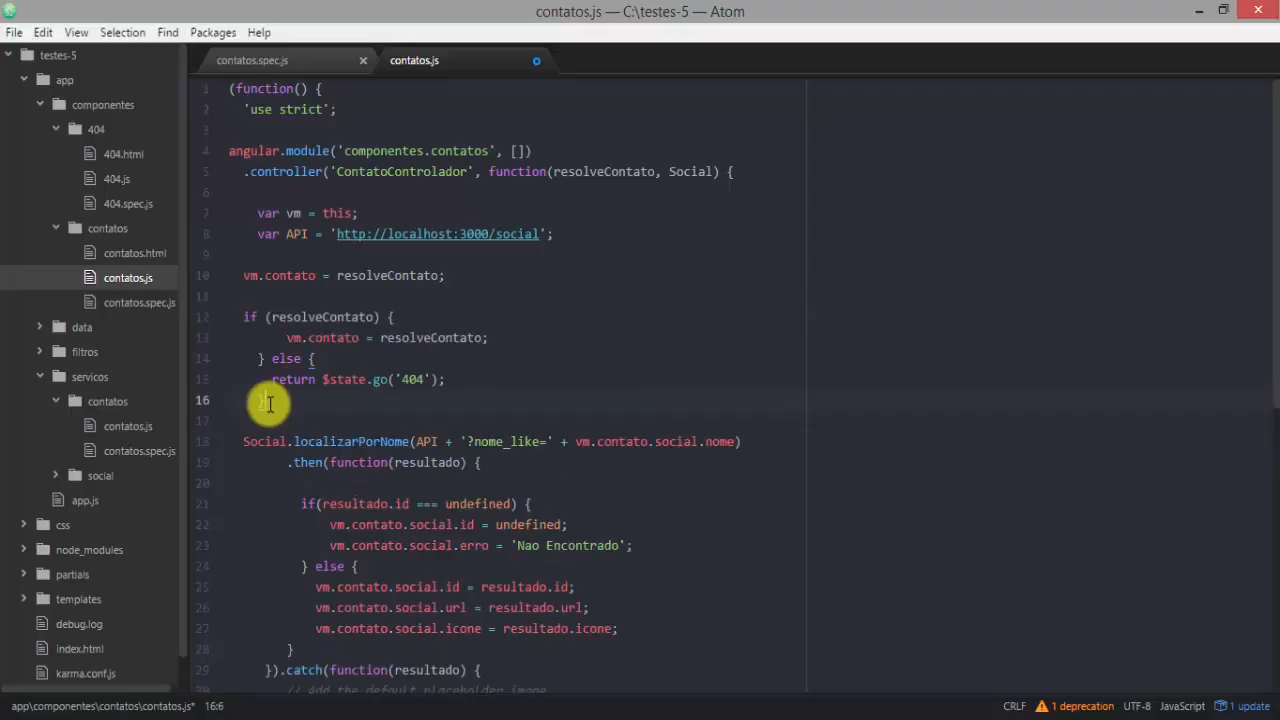 contatos.js — C:\testes-5 — Atom
File Edit View Selection Find Packages Help
testes-5
app
componentes
404
404.html
404.js
404.spec.js
contatos
contatos.html
contatos.js
contatos.spec.js
data
filtros
servicos
contatos
contatos.js
contatos.spec.js
social
app.js
css
node_modules
partials
templates
debug.log
index.html
karma.conf.js
contatos.spec.js contatos.js
1 (function() {
2 'use strict';
3
4 angular.module('componentes.contatos', [])
5 .controller('ContatoControlador', function(resolveContato, Social) {
6
7 var vm = this;
8 var API = 'http://localhost:3000/social';
9
10 vm.contato = resolveContato;
11
12 if (resolveContato) {
13 vm.contato = resolveContato;
14 } else {
15 return $state.go('404');
16 }
17
18 Social.localizarPorNome(API + '?nome_like=' + vm.contato.social.nome)
19 .then(function(resultado) {
20
21 if(resultado.id === undefined) {
22 vm.contato.social.id = undefined;
23 vm.contato.social.erro = 'Nao Encontrado';
24 } else {
25 vm.contato.social.id = resultado.id;
26 vm.contato.social.url = resultado.url;
27 vm.contato.social.icone = resultado.icone;
28 }
29 }).catch(function(resultado) {
30 // Add the default placeholder image
app\componentes\contatos\contatos.js* 16:6 CRLF 1 deprecation UTF-8 JavaScript 1 update